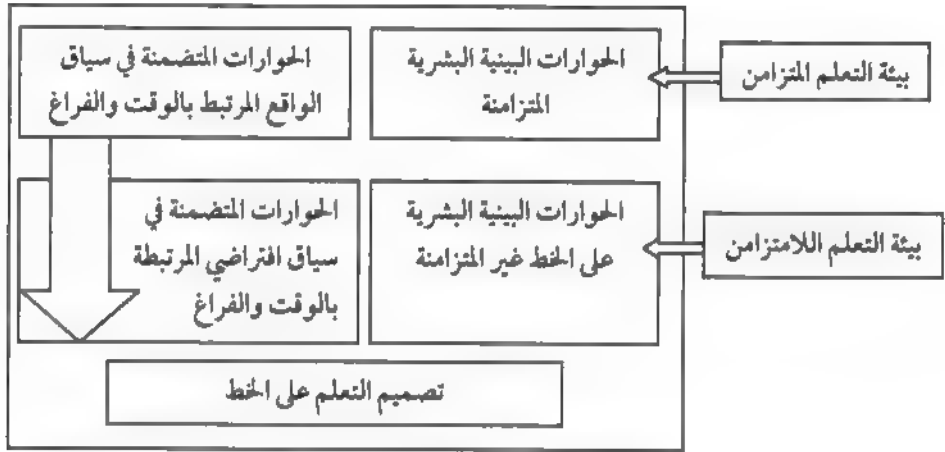 بيئة التعلم المتزامن
الحوارات البينية البشرية
المتزامنة
الحوارات المتضمنة في سياق
الواقع المرتبط بالوقت والفراغ
بيئة التعلم اللامتزامن
الحوارات البينية البشرية
على الخط غير المتزامنة
الحوارات المتضمنة في
سياق افتراضي المرتبطة
بالوقت والفراغ
تصميم التعلم على الخط